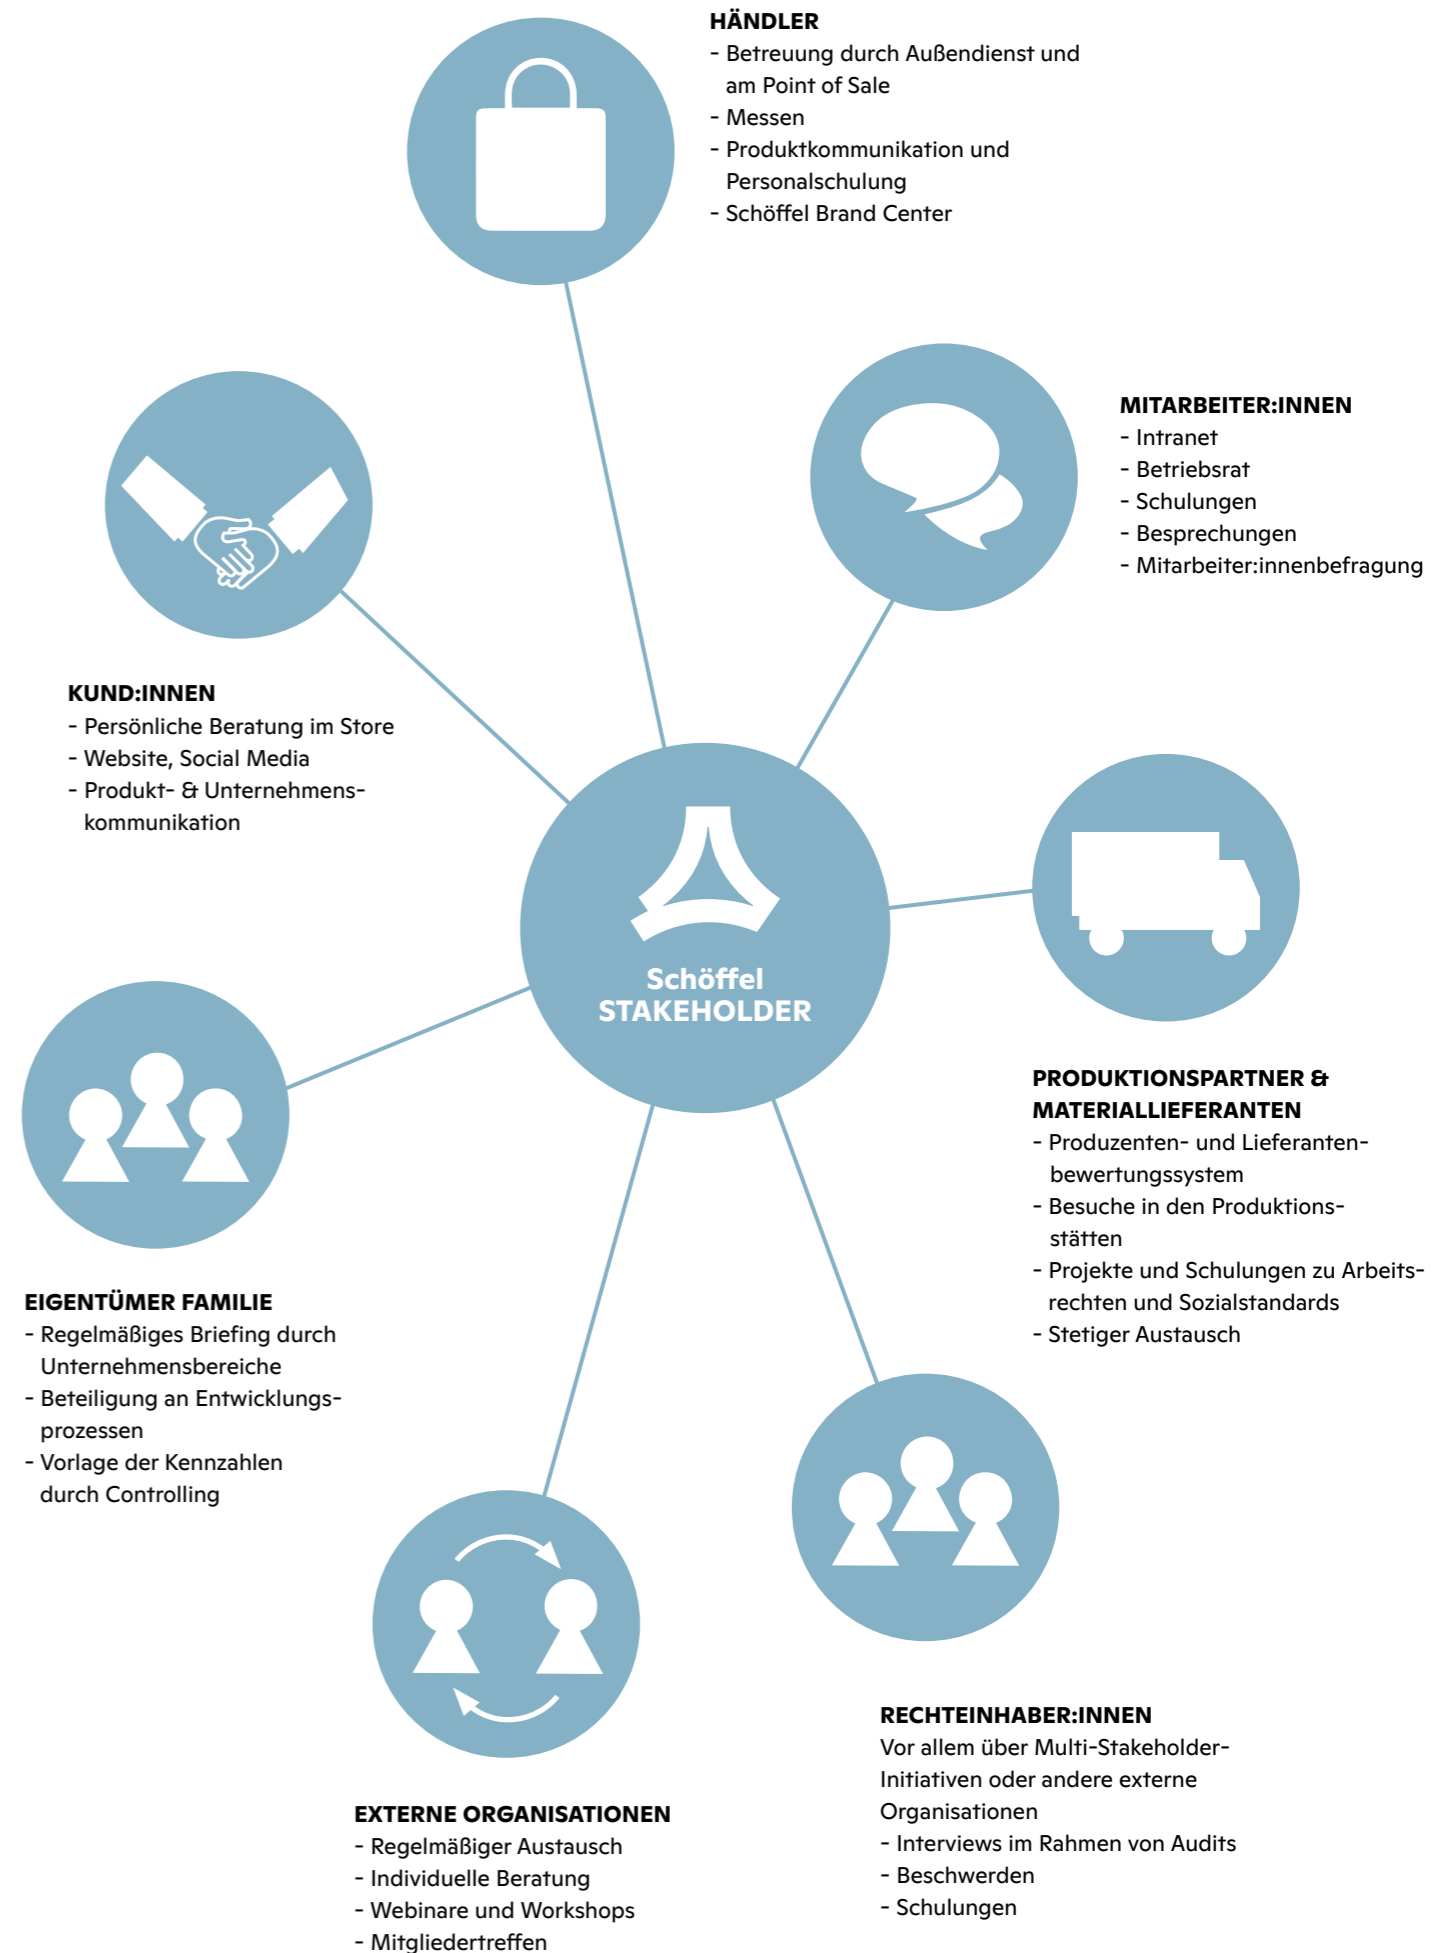 HÄNDLER
- Betreuung durch Außendienst und
am Point of Sale
- Messen
- Produktkommunikation und
Personalschulung
- Schöffel Brand Center
MITARBEITER:INNEN
- Intranet
- Betriebsrat
- Schulungen
- Besprechungen
- Mitarbeiter:innenbefragung
KUND:INNEN
- Persönliche Beratung im Store
- Website, Social Media
- Produkt- & Unternehmens-
kommunikation
Schöffel
STAKEHOLDER
PRODUKTIONSPARTNER &
MATERIALLIEFERANTEN
- Produzenten- und Lieferanten-
bewertungssystem
- Besuche in den Produktions-
stätten
- Projekte und Schulungen zu Arbeits-
rechten und Sozialstandards
- Stetiger Austausch
EIGENTÜMER FAMILIE
- Regelmäßiges Briefing durch
Unternehmensbereiche
- Beteiligung an Entwicklungs-
prozessen
- Vorlage der Kennzahlen
durch Controlling
RECHTEINHABER:INNEN
Vor allem über Multi-Stakeholder-
Initiativen oder andere externe
Organisationen
- Interviews im Rahmen von Audits
- Beschwerden
- Schulungen
EXTERNE ORGANISATIONEN
- Regelmäßiger Austausch
- Individuelle Beratung
- Webinare und Workshops
- Mitgliedertreffen